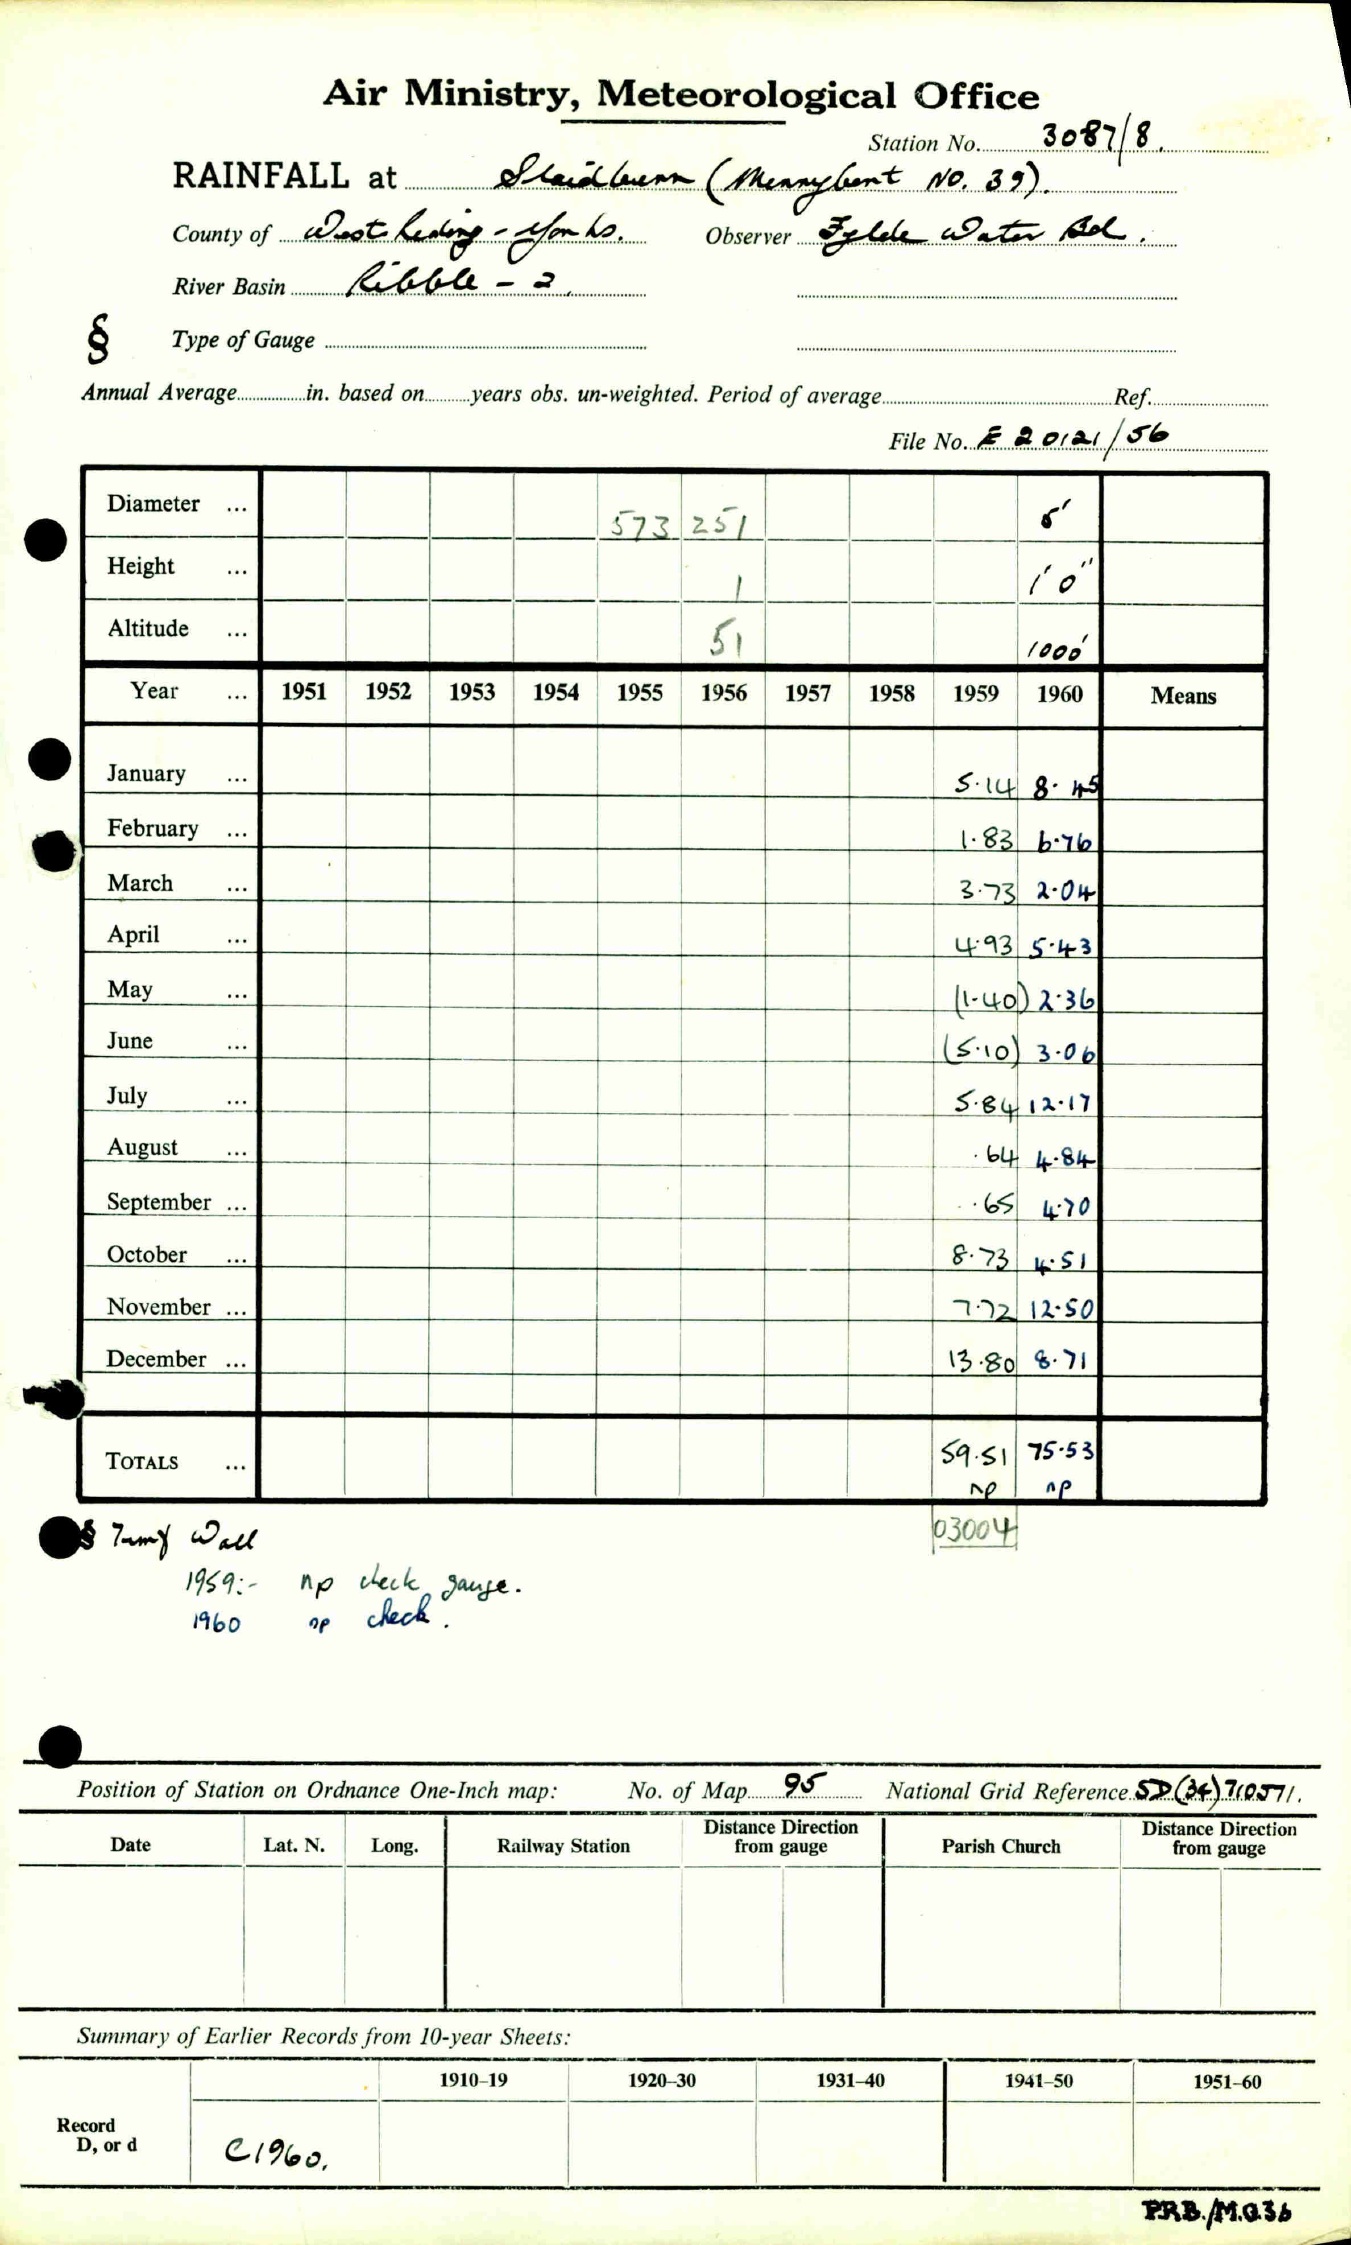 Air Ministry, Meteorological Office
Station No. 3087/8.
RAINFALL at Slaidburn (Merrybent No. 39).
County of West Riding - Yorks. Observer Fylde Water Bd.
River Basin Ribble - 2.
§ Type of Gauge
Annual Average in. based on years obs. un-weighted. Period of average Ref.
File No. E 20121/56
Diameter ... 573 251 5'
Height ... 1 1' 0"
Altitude ... 51 1000'
Year ... 1951 1952 1953 1954 1955 1956 1957 1958 1959 1960 Means
January ... 5.14 8.45
February ... 1.83 6.76
March ... 3.73 2.04
April ... 4.93 5.43
May ... (1.40) 2.36
June ... (5.10) 3.06
July ... 5.84 12.17
August ... .64 4.84
September ... .65 4.70
October ... 8.73 4.51
November ... 7.72 12.50
December ... 13.80 8.71
TOTALS ... 59.51 75.53
np np
03004
§ Turf Wall
1959:- np check gauge.
1960 np check.
Position of Station on Ordnance One-Inch map: No. of Map 95 National Grid Reference SD (34) 710571.
Date Lat. N. Long. Railway Station Distance Direction from gauge Parish Church Distance Direction from gauge
Summary of Earlier Records from 10-year Sheets:
1910-19 1920-30 1931-40 1941-50 1951-60
Record
D, or d C1960.
P.R.B./M.O.36